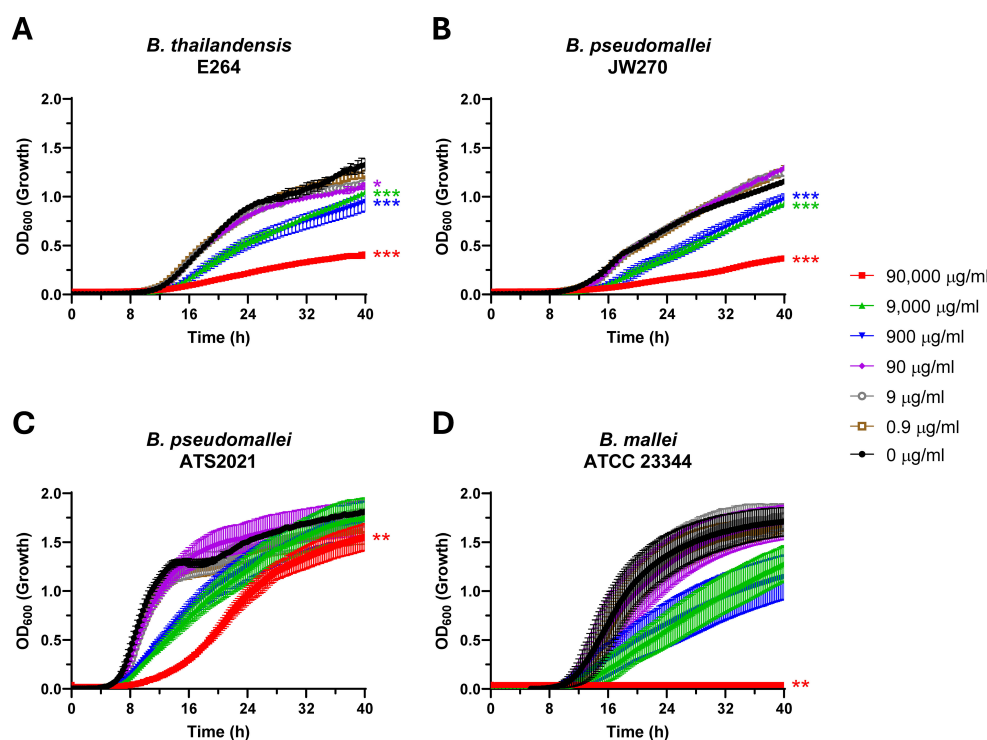 A
B. thailandensis
E264
2.0
1.5
1.0
0.5
0.0
OD600 (Growth)
0 8 16 24 32 40
Time (h)
*
***
***
***
B
B. pseudomallei
JW270
2.0
1.5
1.0
0.5
0.0
OD600 (Growth)
0 8 16 24 32 40
Time (h)
***
***
***
90,000 μg/ml
9,000 μg/ml
900 μg/ml
90 μg/ml
9 μg/ml
0.9 μg/ml
0 μg/ml
C
B. pseudomallei
ATS2021
2.0
1.5
1.0
0.5
0.0
OD600 (Growth)
0 8 16 24 32 40
Time (h)
**
D
B. mallei
ATCC 23344
2.0
1.5
1.0
0.5
0.0
OD600 (Growth)
0 8 16 24 32 40
Time (h)
**